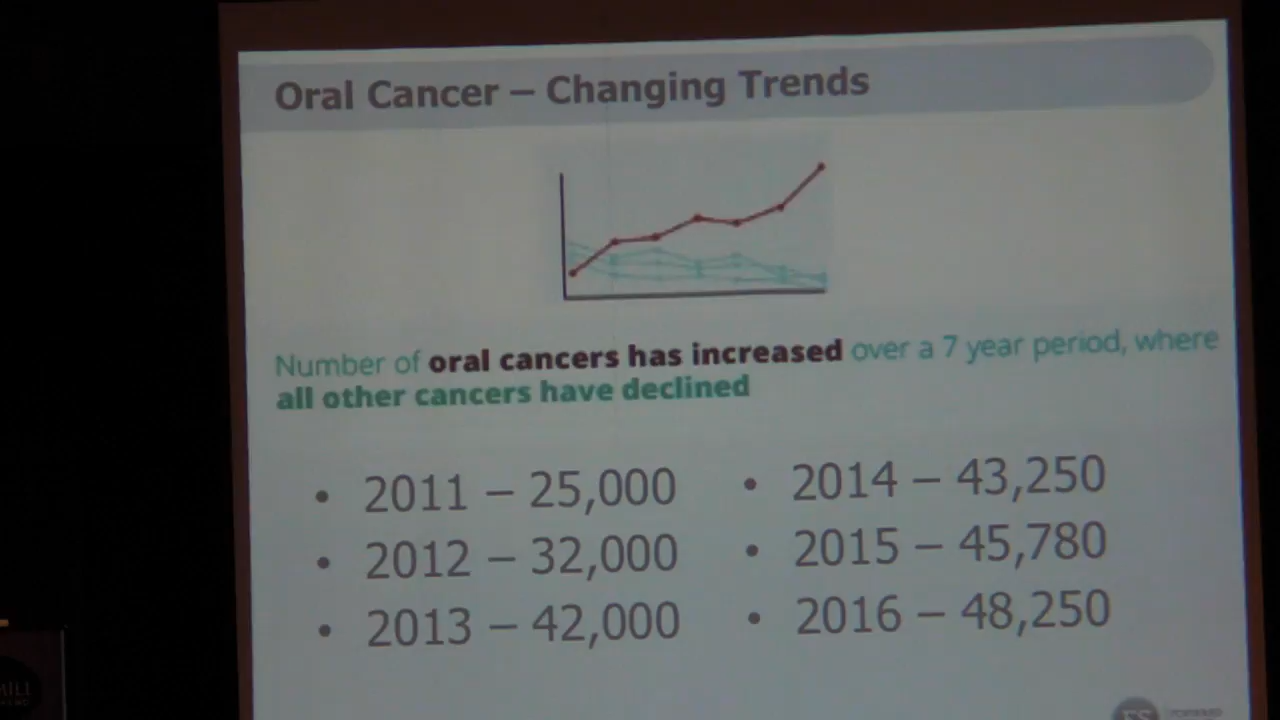 Oral Cancer – Changing Trends
Number of oral cancers has increased over a 7 year period, where
all other cancers have declined
• 2011 – 25,000
• 2012 – 32,000
• 2013 – 42,000
• 2014 – 43,250
• 2015 – 45,780
• 2016 – 48,250